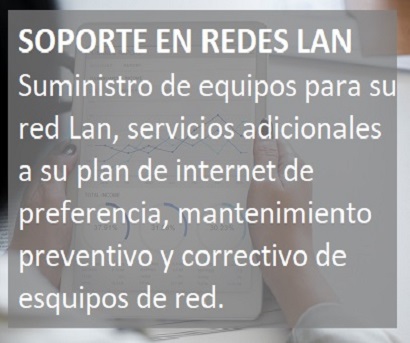 SOPORTE EN REDES LAN
Suministro de equipos para su
red Lan, servicios adicionales
a su plan de internet de
preferencia, mantenimiento
preventivo y correctivo de
esquipos de red.